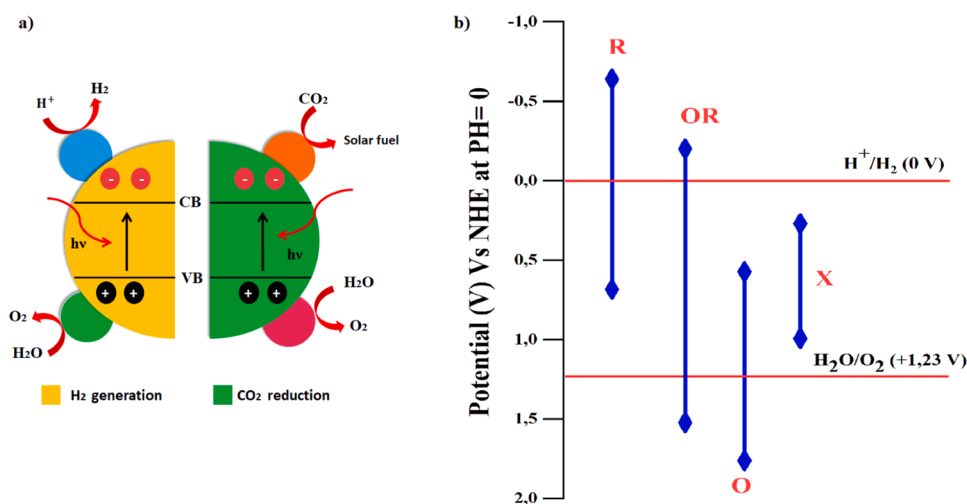 a)
H₂
H⁺
CO₂
Solar fuel
- -
- -
CB
hν
hν
VB
+ +
+ +
H₂O
O₂
O₂
H₂O
H₂ generation
CO₂ reduction
b)
Potential (V) Vs NHE at PH= 0
-1,0
-0,5
0,0
0,5
1,0
1,5
2,0
R
OR
H⁺/H₂ (0 V)
X
H₂O/O₂ (+1,23 V)
O